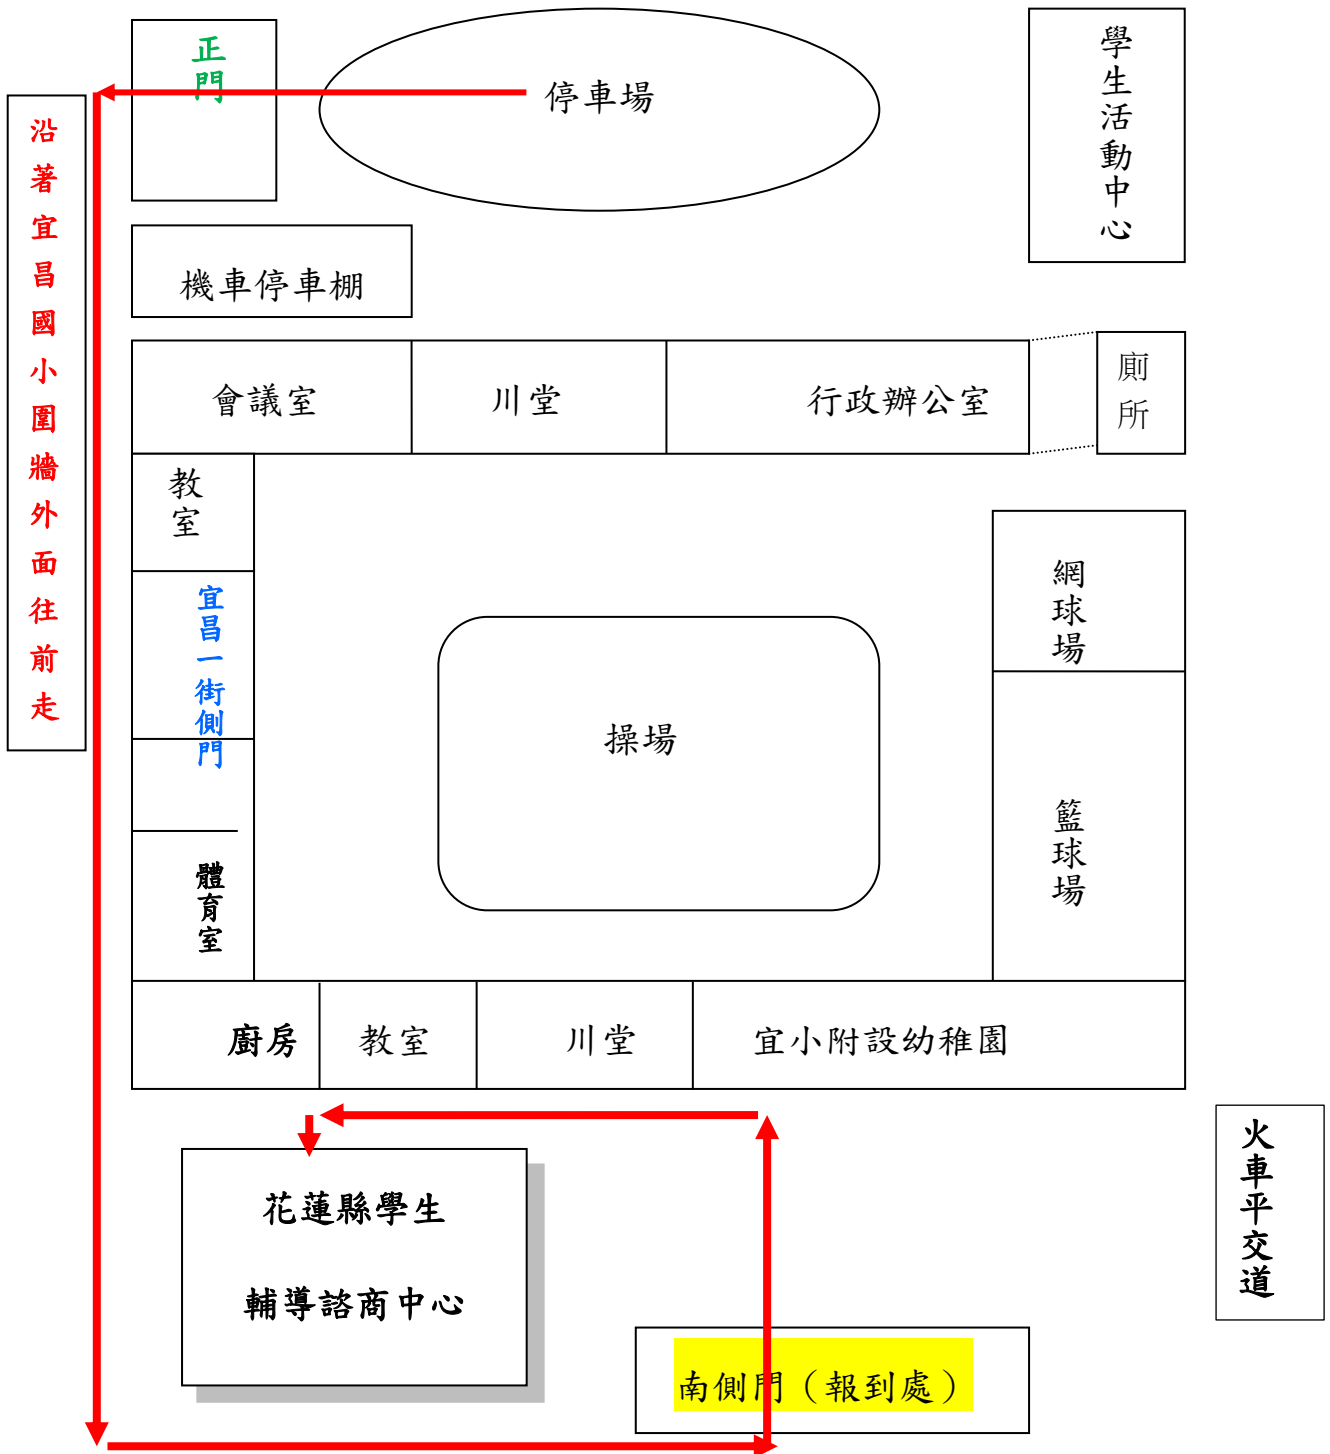 正門
停車場
學生活動中心
沿著宜昌國小圍牆外面往前走
機車停車棚
會議室
川堂
行政辦公室
廁所
教室
宜昌一街側門
網球場
操場
籃球場
體育室
廚房
教室
川堂
宜小附設幼稚園
火車平交道
花蓮縣學生
輔導諮商中心
南側門（報到處）